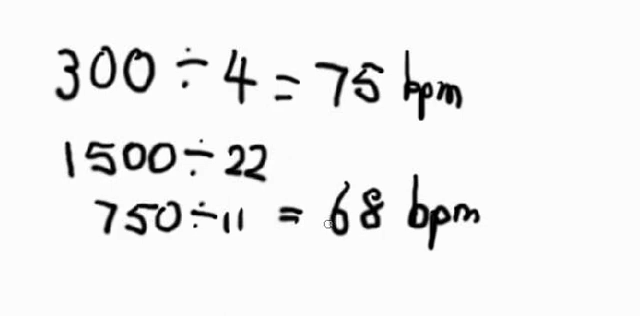 300 ÷ 4 = 75 bpm
1500 ÷ 22
750 ÷ 11 = 68 bpm